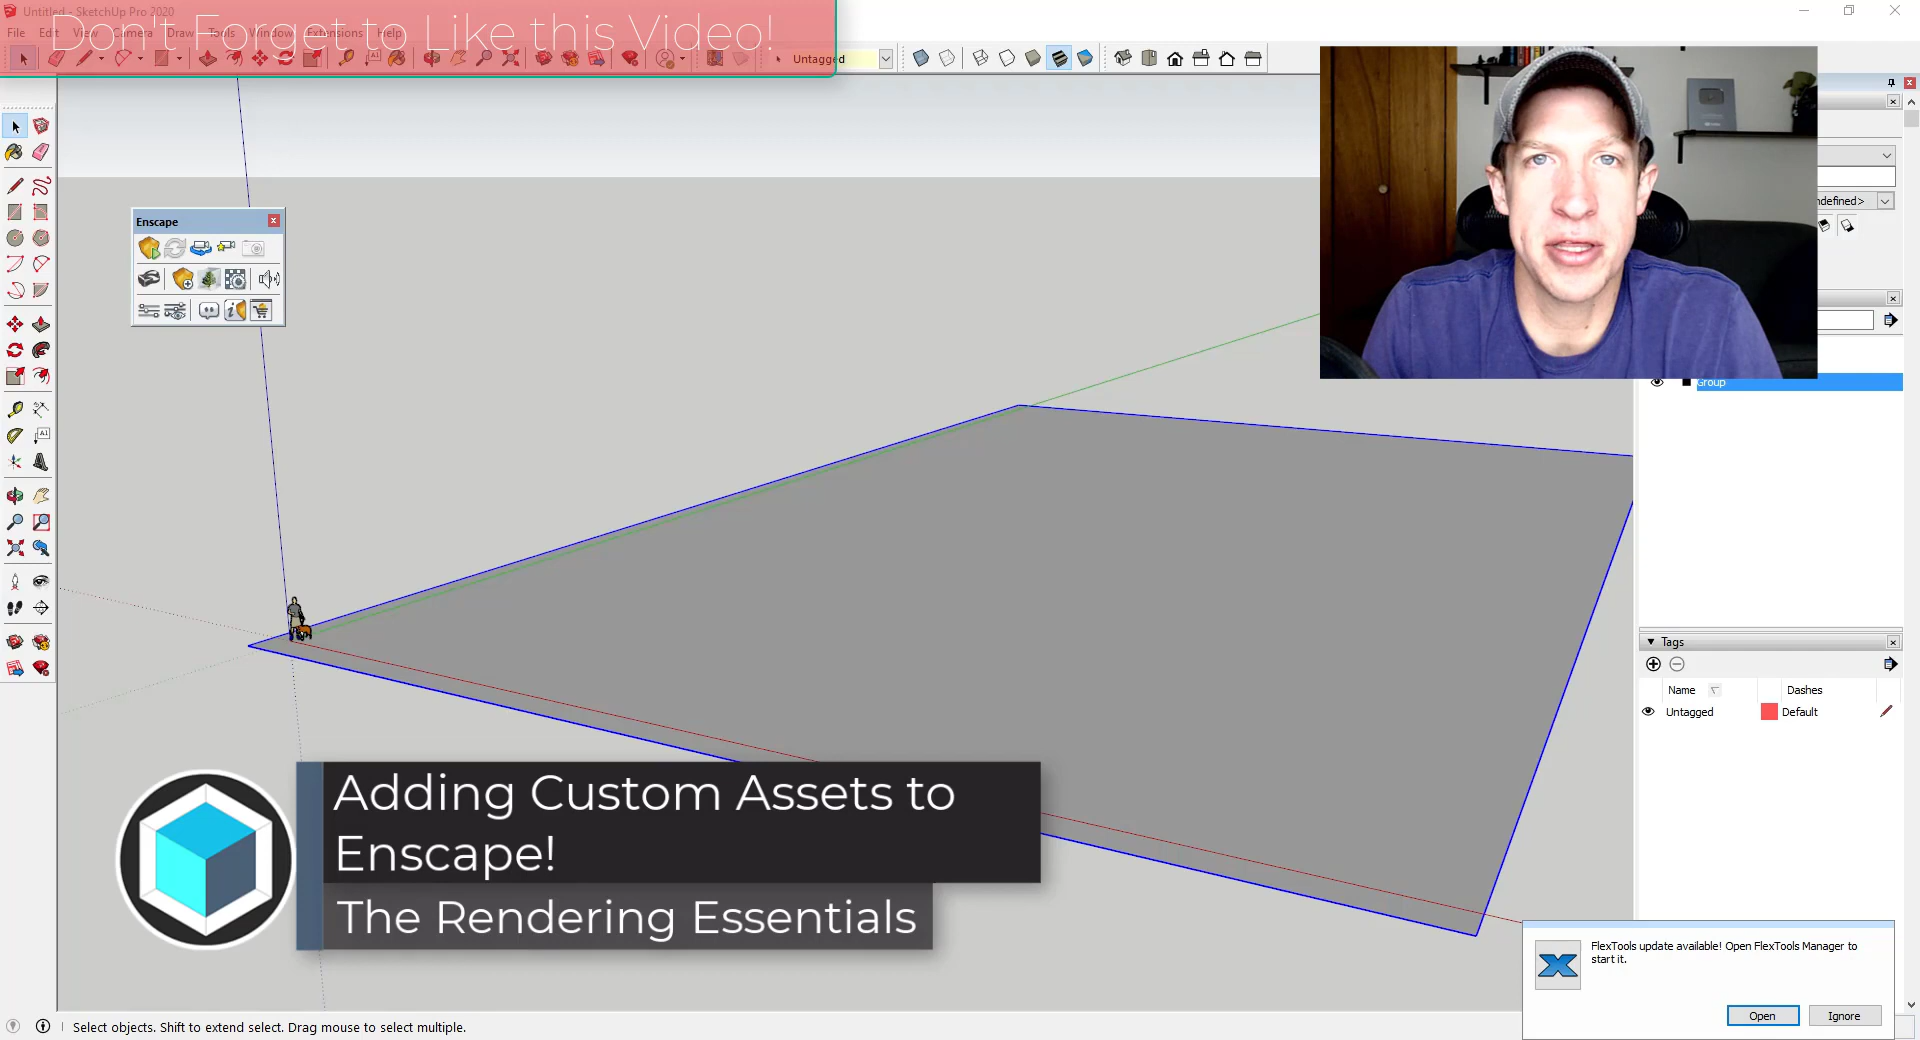 Untitled - SketchUp Pro 2020
File Edit View Camera Draw Tools Window Extensions Help
Don't Forget to Like this Video!
Untagged
Enscape
ndefined>
Group
Tags
Name
Dashes
Untagged
Default
Adding Custom Assets to
Enscape!
The Rendering Essentials
FlexTools update available! Open FlexTools Manager to
start it.
Open
Ignore
Select objects. Shift to extend select. Drag mouse to select multiple.